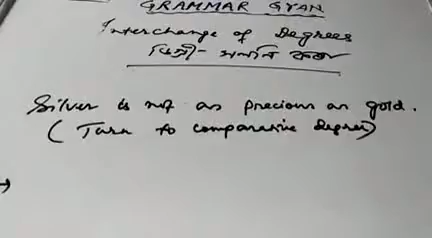 GRAMMAR GYAN
Interchange of Degrees
ডিগ্ৰী-
Silver is not as precious as gold.
(Turn to comparative degree)